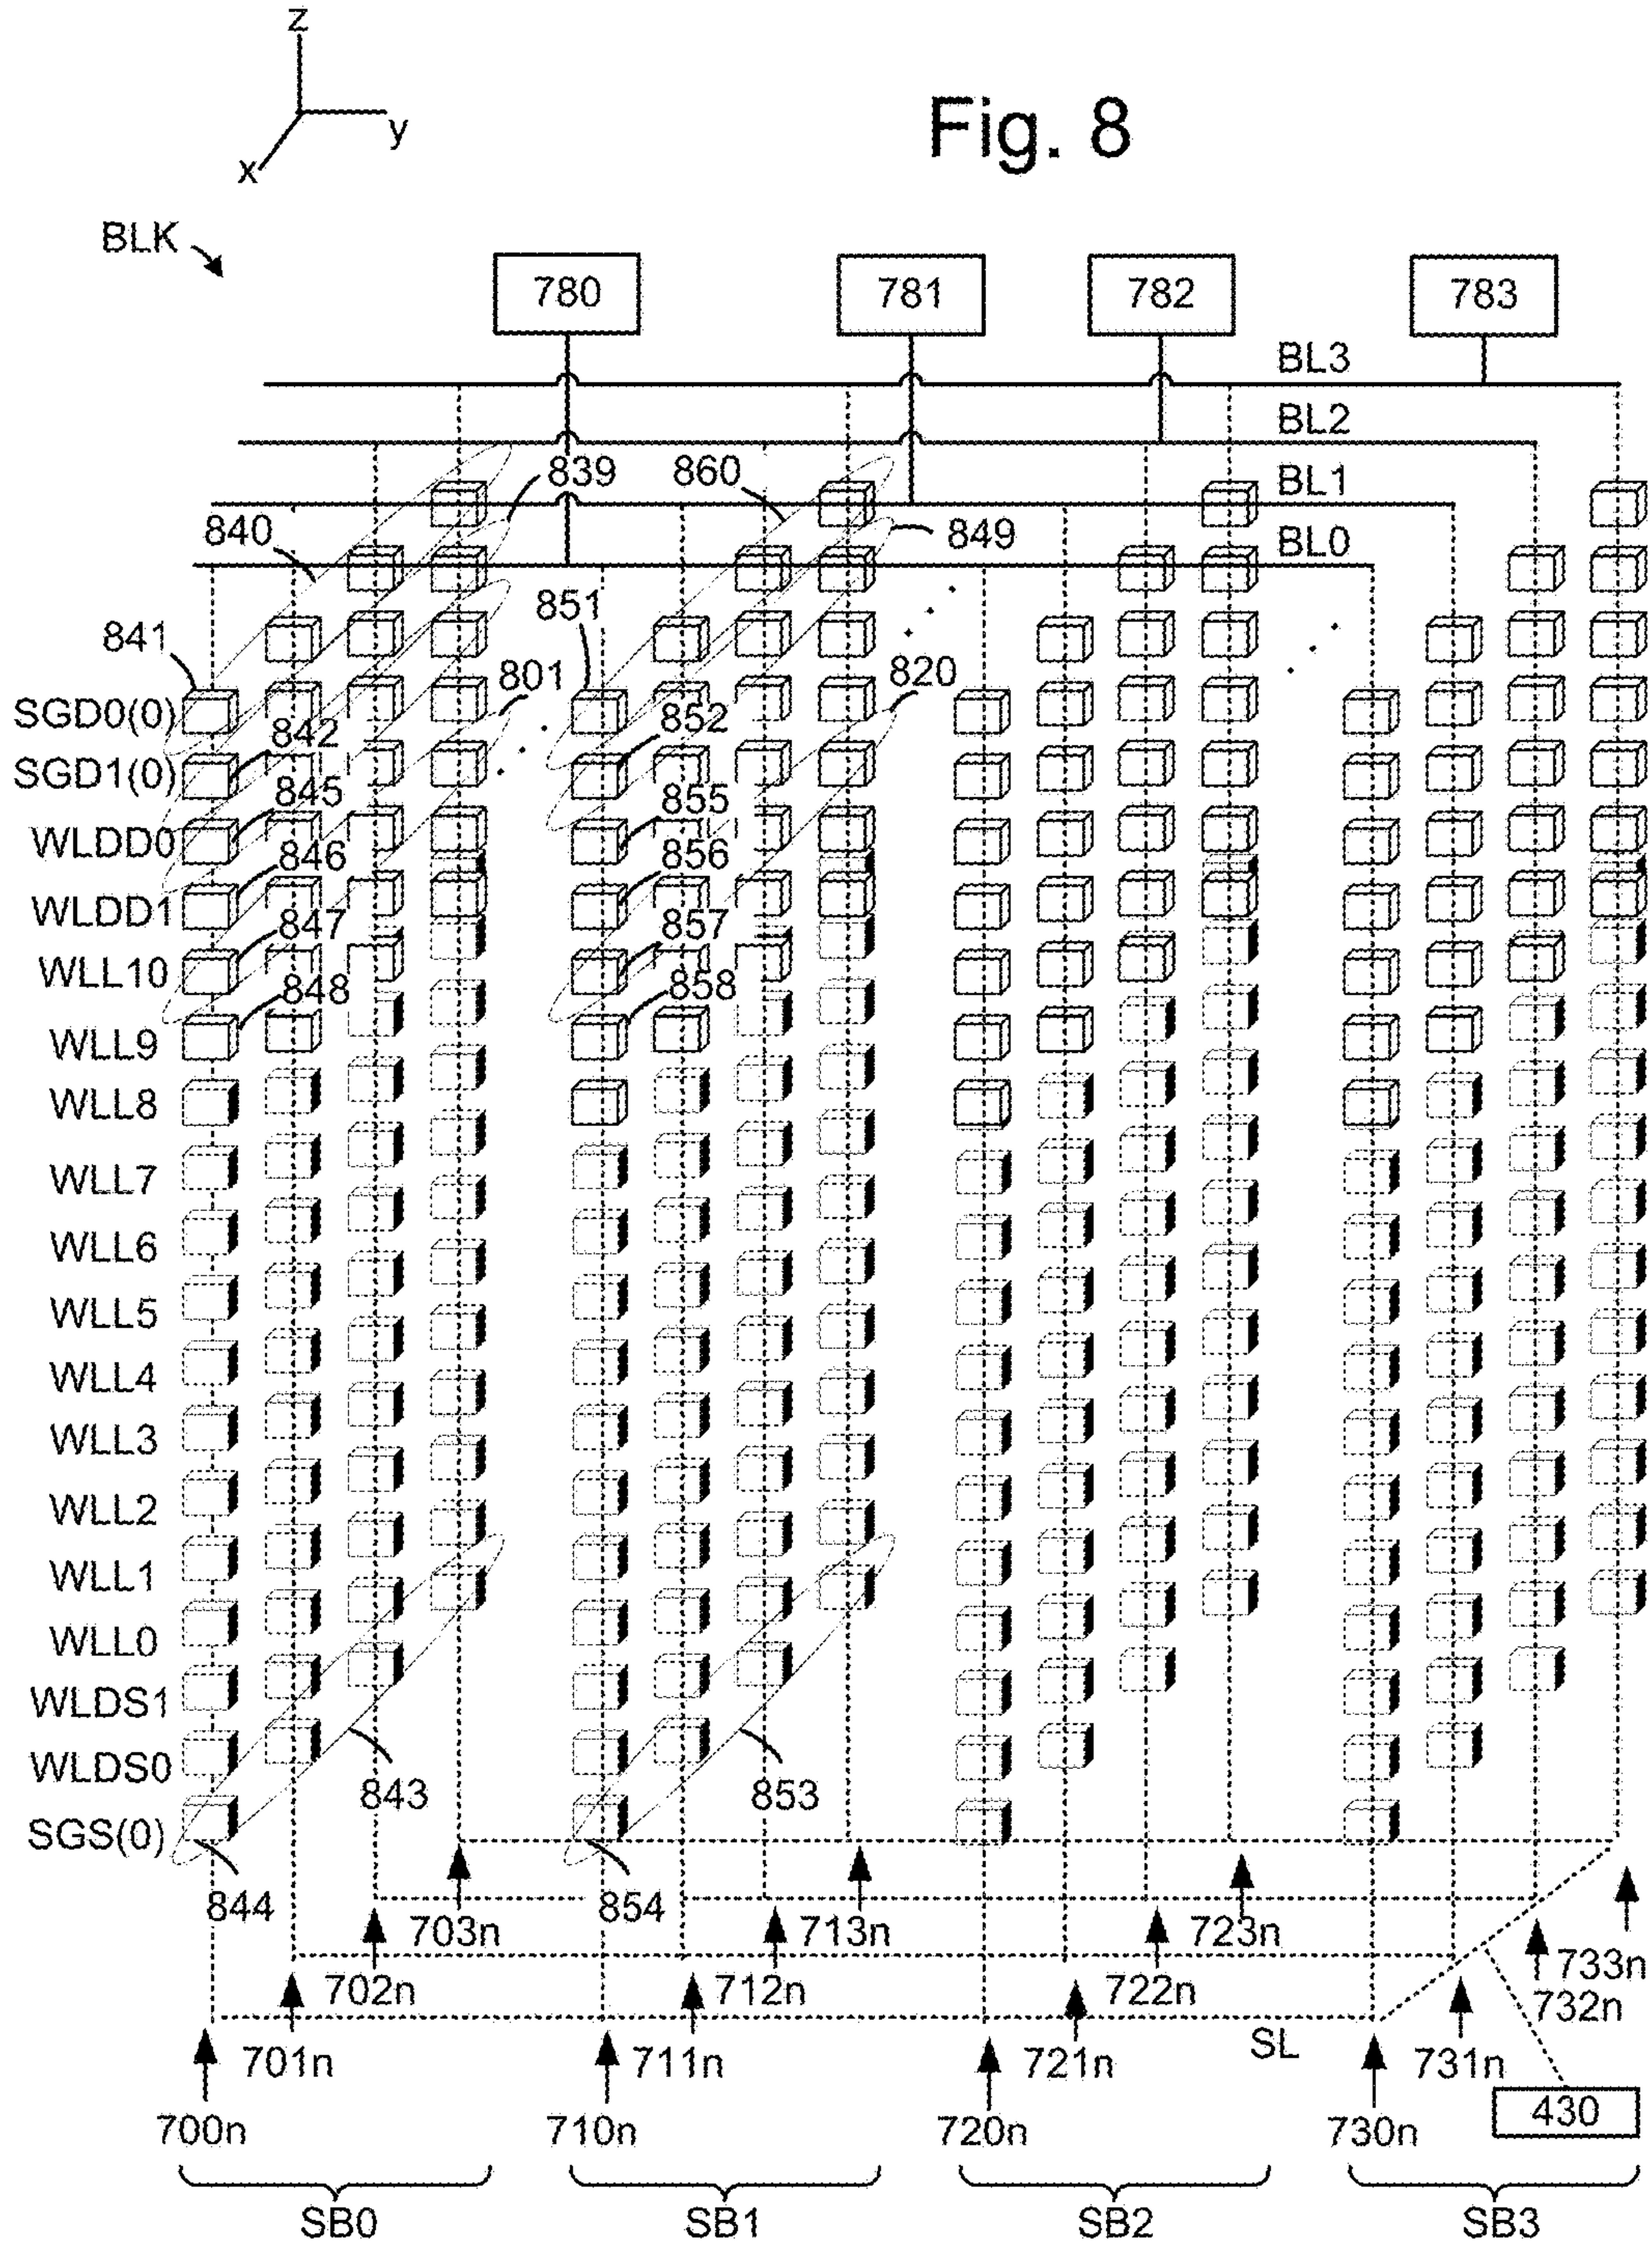 z
Fig. 8
y
x
BLK
780 781 782 783
BL3
BL2
839 860
BL1
840 849
BL0
851
841
801 820
SGD0(0)
842 852
SGD1(0)
845 855
WLDD0
846 856
WLDD1
847 857
WLL10
848 858
WLL9
WLL8
WLL7
WLL6
WLL5
WLL4
WLL3
WLL2
WLL1
WLL0
WLDS1
WLDS0
843 853
SGS(0)
844 854
703n 713n 723n
733n
702n 712n 722n
732n
SL
701n 711n 721n 731n
430
700n 710n 720n 730n
SB0 SB1 SB2 SB3